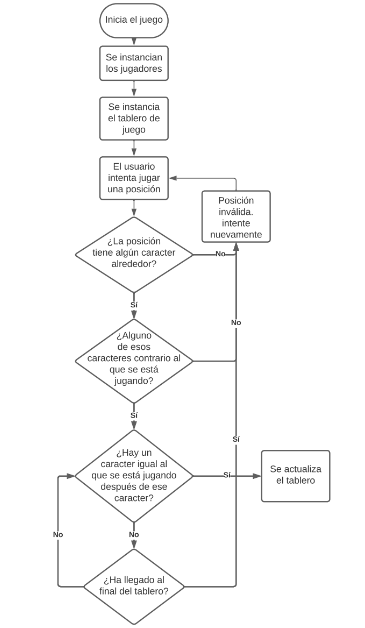 Inicia el juego
Se instancian
los jugadores
Se instancia
el tablero de
juego
El usuario
intenta jugar
una posición
Posición
inválida.
intente
nuevamente
¿La posición
tiene algún caracter
alrededor?
No
Sí
¿Alguno
de esos
caracteres contrario al
que se está
jugando?
No
Sí
¿Hay un
caracter igual al
que se está jugando
después de ese
caracter?
Sí
Sí
Se actualiza
el tablero
No
No
¿Ha llegado al
final del tablero?